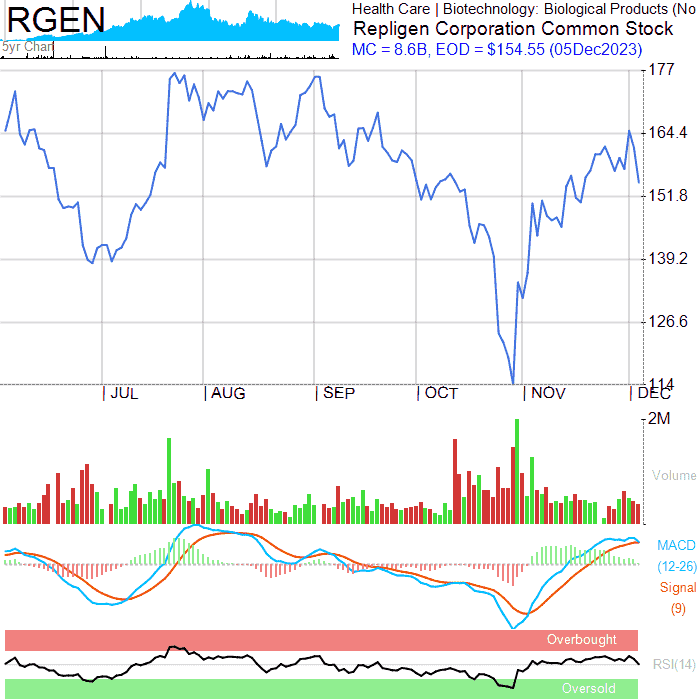 RGEN
5yr Chart
Health Care | Biotechnology: Biological Products (No
Repligen Corporation Common Stock
MC = 8.6B, EOD = $154.55 (05Dec2023)
177
164.4
151.8
139.2
126.6
114
| JUL | AUG | SEP | OCT | NOV | DEC
2M
Volume
MACD
(12-26)
Signal
(9)
Overbought
RSI(14)
Oversold